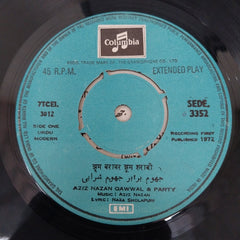 Columbia
45 R.P.M.
EXTENDED PLAY
7TCEI.
3012
SEDE.
3352
SIDE ONE
URDU
MODERN
RECORDING FIRST
PUBLISHED 1972
झूम बराबर झूम शराबी
جھوم برابر جھوم شرابی
AZIZ NAZAN QAWWAL & PARTY
Music : AZIZ NAZAN
Lyric : NAZA SHOLAPURI
EMI